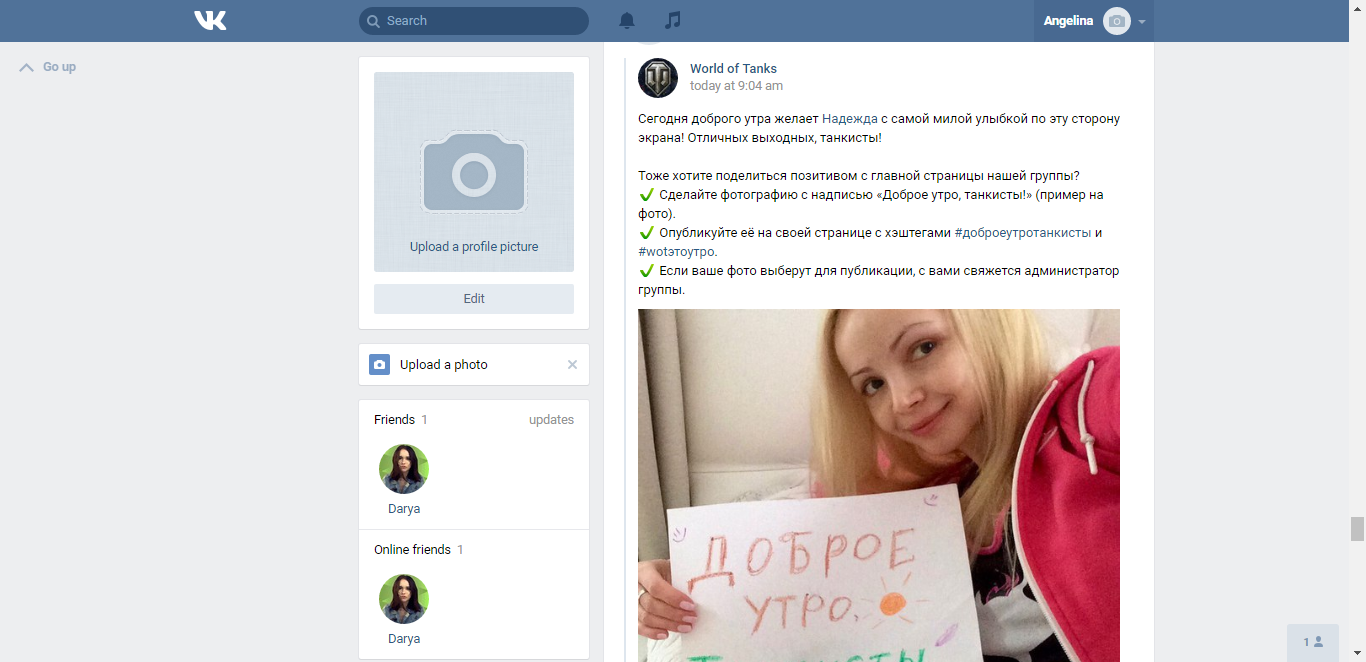 Search
Angelina
Go up
Upload a profile picture
Edit
Upload a photo
Friends 1 updates
Darya
Online friends 1
Darya
World of Tanks
today at 9:04 am
Сегодня доброго утра желает Надежда с самой милой улыбкой по эту сторону
экрана! Отличных выходных, танкисты!
Тоже хотите поделиться позитивом с главной страницы нашей группы?
Сделайте фотографию с надписью «Доброе утро, танкисты!» (пример на
фото).
Опубликуйте её на своей странице с хэштегами #доброеутротанкисты и
#wotэтоутро.
Если ваше фото выберут для публикации, с вами свяжется администратор
группы.
ДОБРОЕ
УТРО,
1